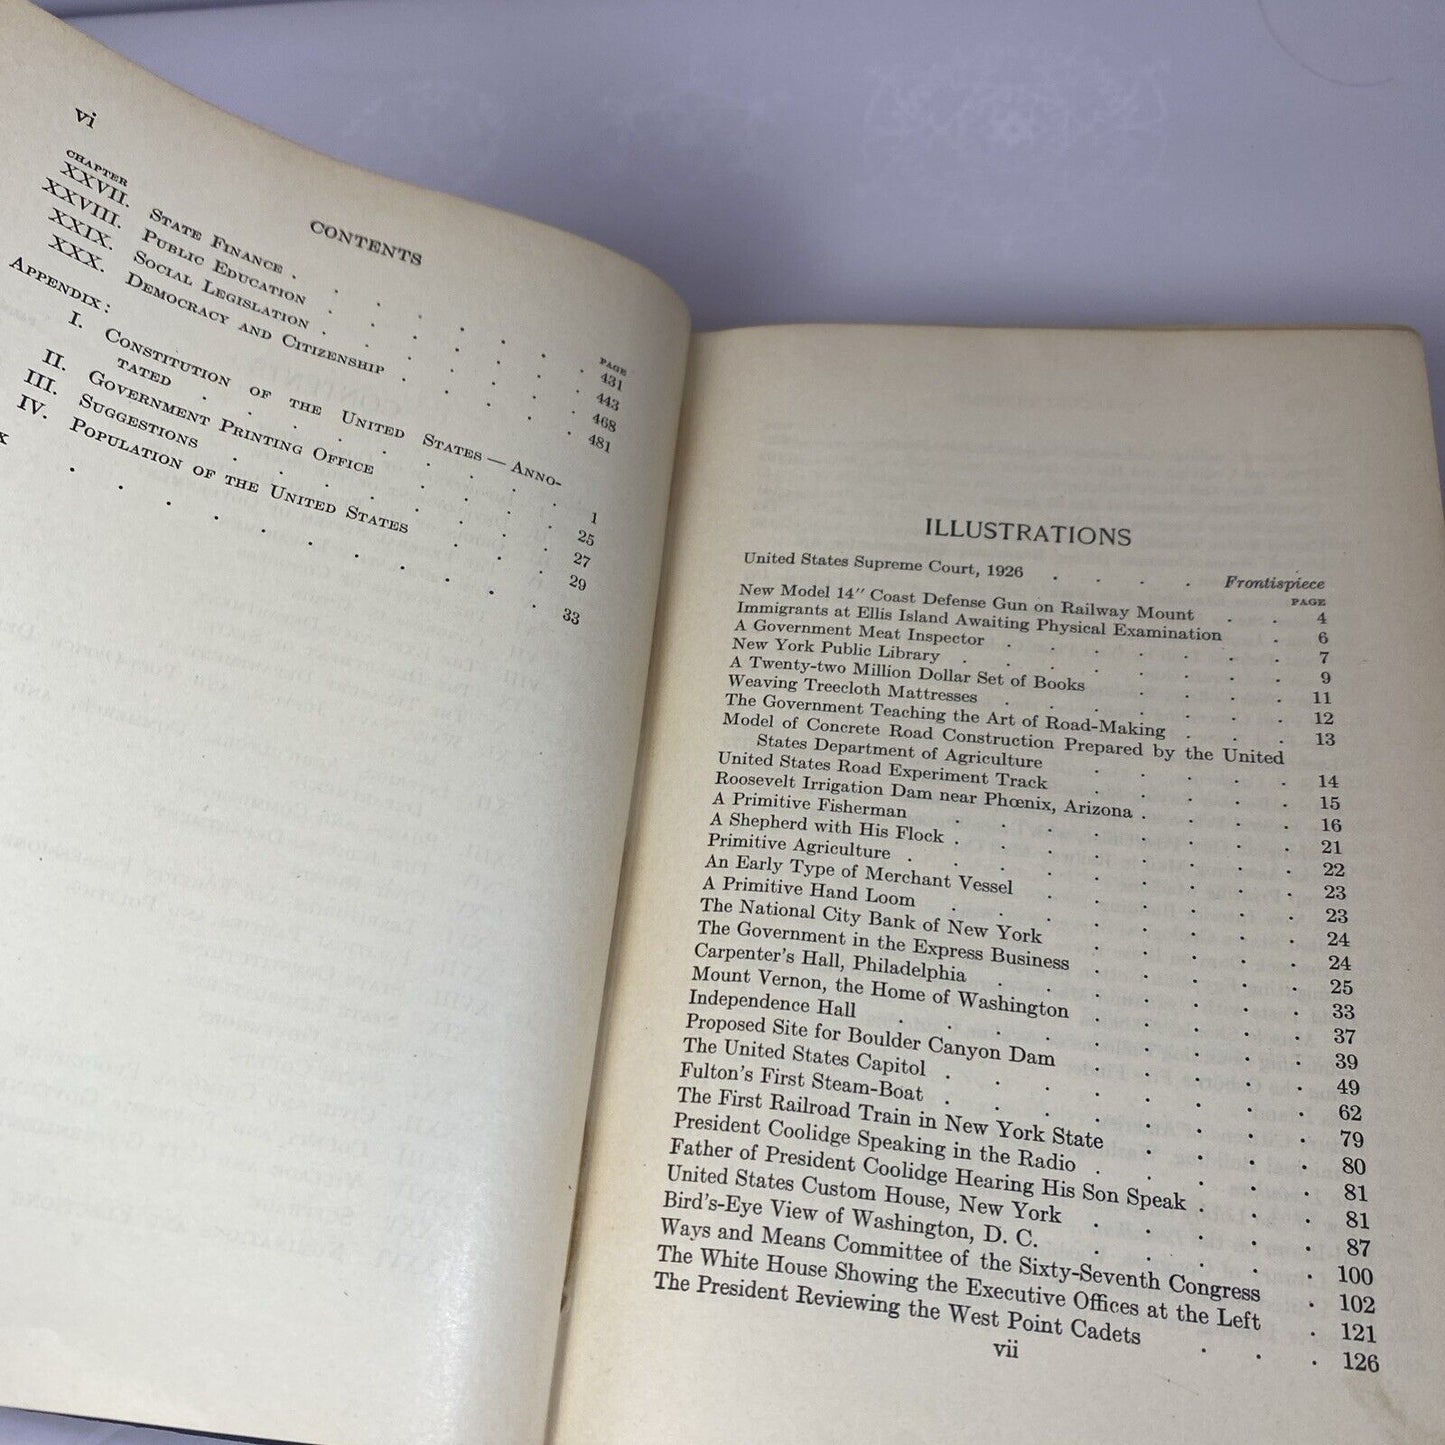 vi
CONTENTS
CHAPTER PAGE
XXVII. STATE FINANCE . . . . . . . 431
XXVIII. PUBLIC EDUCATION . . . . . . 443
XXIX. SOCIAL LEGISLATION . . . . . . 468
XXX. DEMOCRACY AND CITIZENSHIP . . . . . 481
APPENDIX:
I. CONSTITUTION OF THE UNITED STATES — ANNO-
TATED . . . . . . . . 1
II. GOVERNMENT PRINTING OFFICE . . . . 25
III. SUGGESTIONS . . . . . . . 27
IV. POPULATION OF THE UNITED STATES . . . 29
X . . . . . . . . . . . 33
ILLUSTRATIONS
United States Supreme Court, 1926 . . . . Frontispiece
PAGE
New Model 14″ Coast Defense Gun on Railway Mount . . 4
Immigrants at Ellis Island Awaiting Physical Examination . 6
A Government Meat Inspector . . . . . . . 7
New York Public Library . . . . . . . . 9
A Twenty-two Million Dollar Set of Books . . . . 11
Weaving Treecloth Mattresses . . . . . . . 12
The Government Teaching the Art of Road-Making . . . 13
Model of Concrete Road Construction Prepared by the United
States Department of Agriculture . . . . . 14
United States Road Experiment Track . . . . . 15
Roosevelt Irrigation Dam near Phœnix, Arizona . . . . 16
A Primitive Fisherman . . . . . . . . 21
A Shepherd with His Flock . . . . . . . . 22
Primitive Agriculture . . . . . . . . . 23
An Early Type of Merchant Vessel . . . . . . 23
A Primitive Hand Loom . . . . . . . . 24
The National City Bank of New York . . . . . 24
The Government in the Express Business . . . . . 25
Carpenter's Hall, Philadelphia . . . . . . . 33
Mount Vernon, the Home of Washington . . . . . 37
Independence Hall . . . . . . . . . 39
Proposed Site for Boulder Canyon Dam . . . . . 49
The United States Capitol . . . . . . . . 62
Fulton's First Steam-Boat . . . . . . . . 79
The First Railroad Train in New York State . . . . 80
President Coolidge Speaking in the Radio . . . . . 81
Father of President Coolidge Hearing His Son Speak . . . 81
United States Custom House, New York . . . . . 87
Bird's-Eye View of Washington, D. C. . . . . . 100
Ways and Means Committee of the Sixty-Seventh Congress . 102
The White House Showing the Executive Offices at the Left . 121
The President Reviewing the West Point Cadets . . . 126
vii